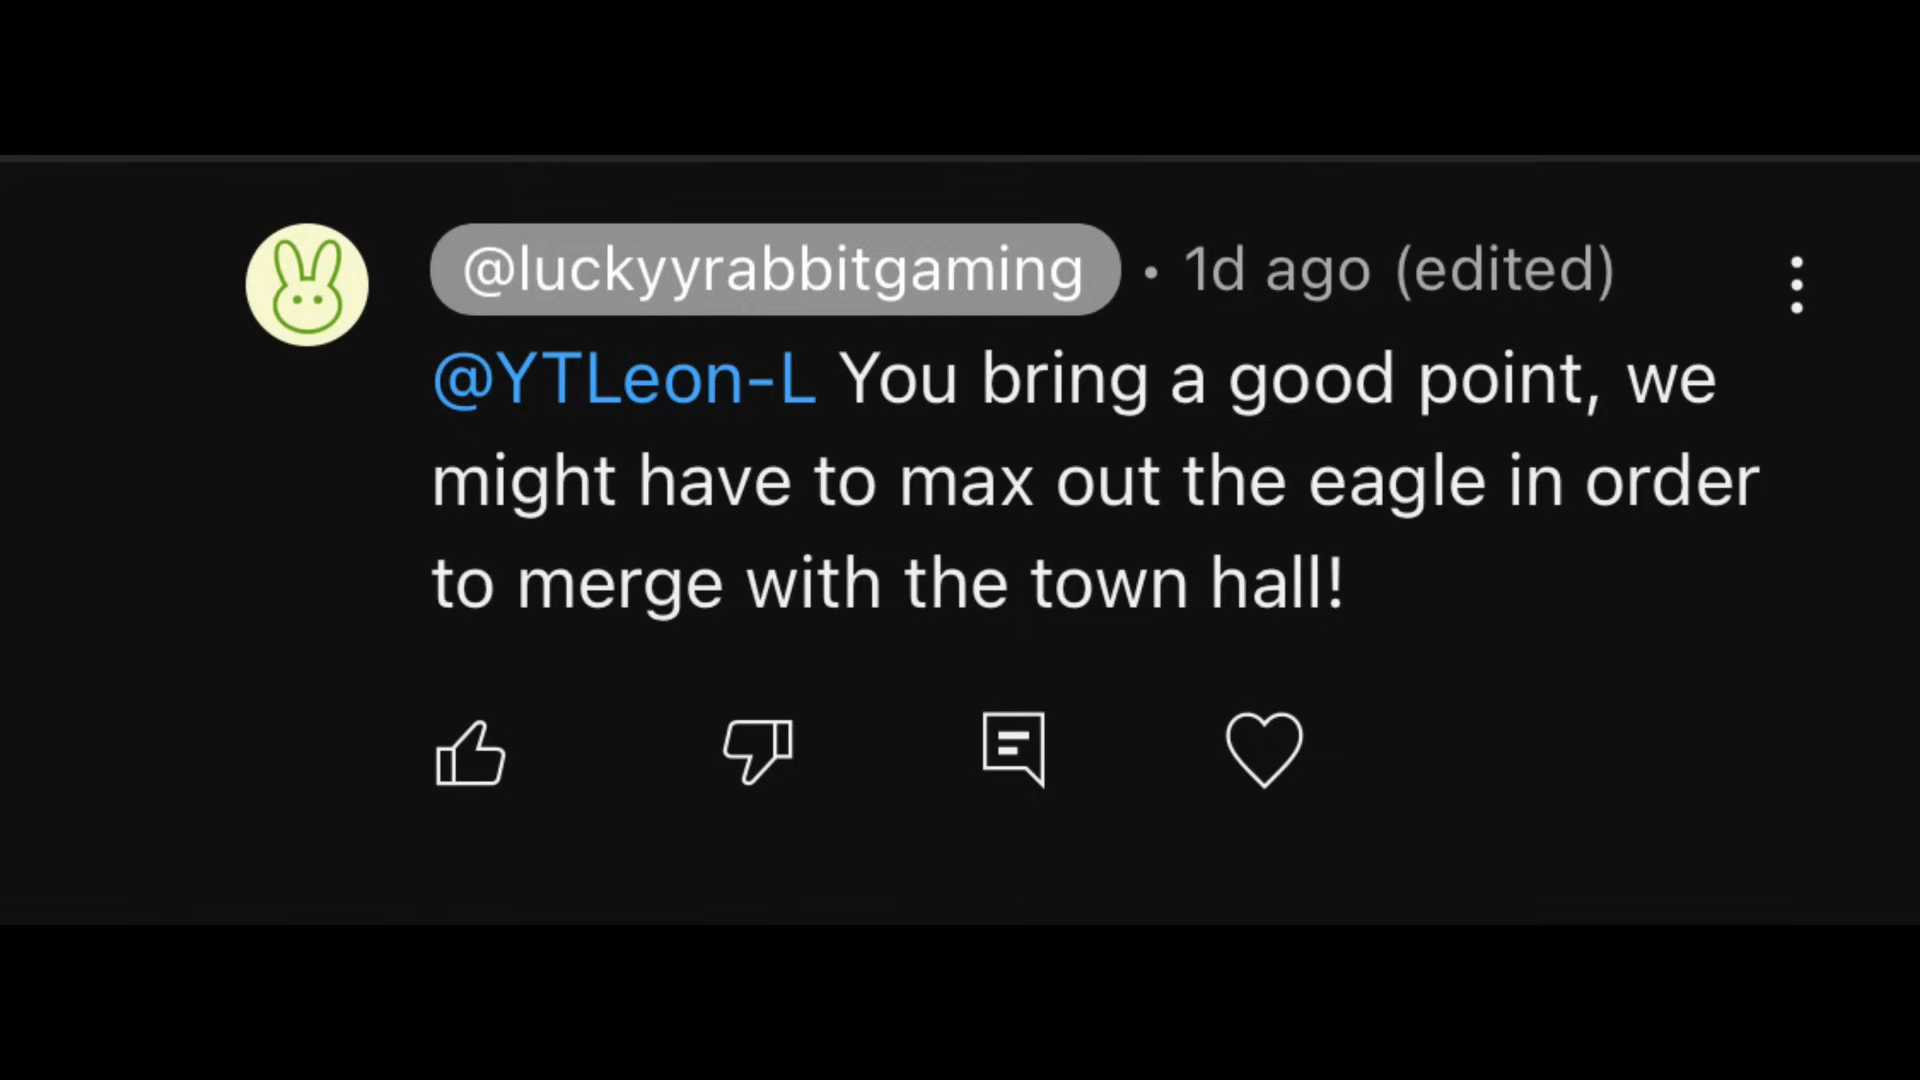 @luckyyrabbitgaming • 1d ago (edited)
@YTLeon-L You bring a good point, we
might have to max out the eagle in order
to merge with the town hall!